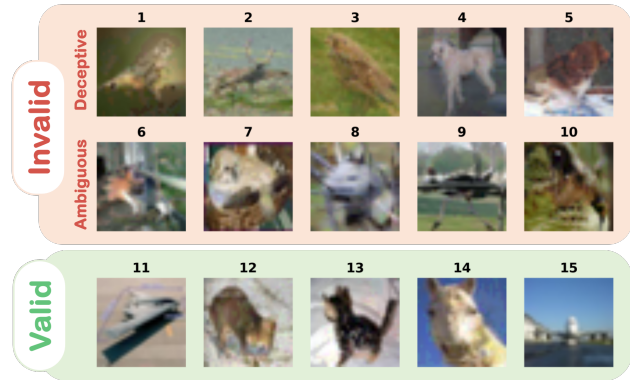 Invalid
Deceptive
1 2 3 4 5
Ambiguous
6 7 8 9 10
Valid
11 12 13 14 15